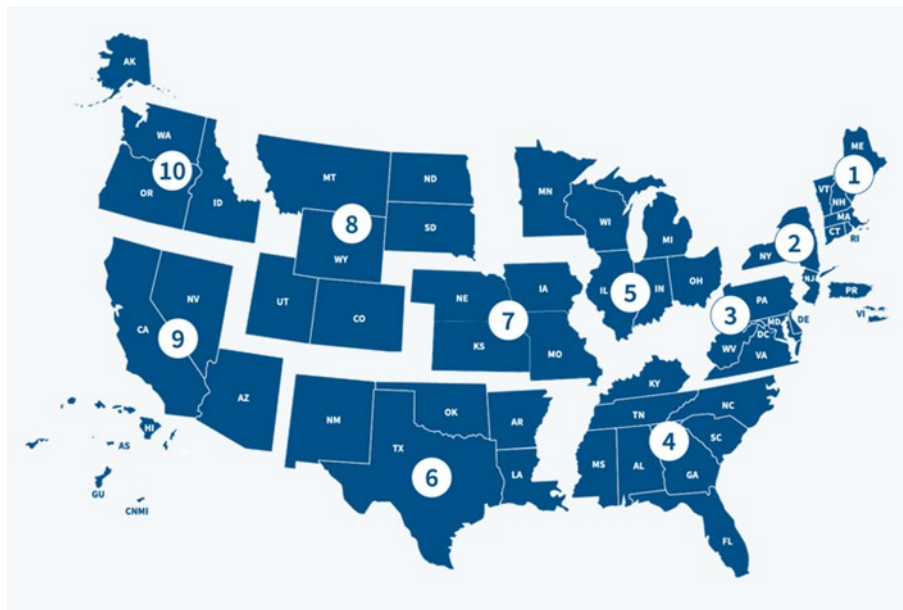 AK
WA
10
OR
ID
MT
ND
8
SD
WY
UT
CO
NV
CA
9
AZ
HI
AS
GU
CNMI
NE
IA
7
KS
MO
NM
OK
AR
TX
LA
6
MN
WI
MI
IL
5
IN
OH
KY
TN
NC
4
SC
MS
AL
GA
FL
PA
3
MD
DE
DC
WV
VA
NY
2
NJ
PR
VI
ME
1
VT
NH
MA
CT
RI